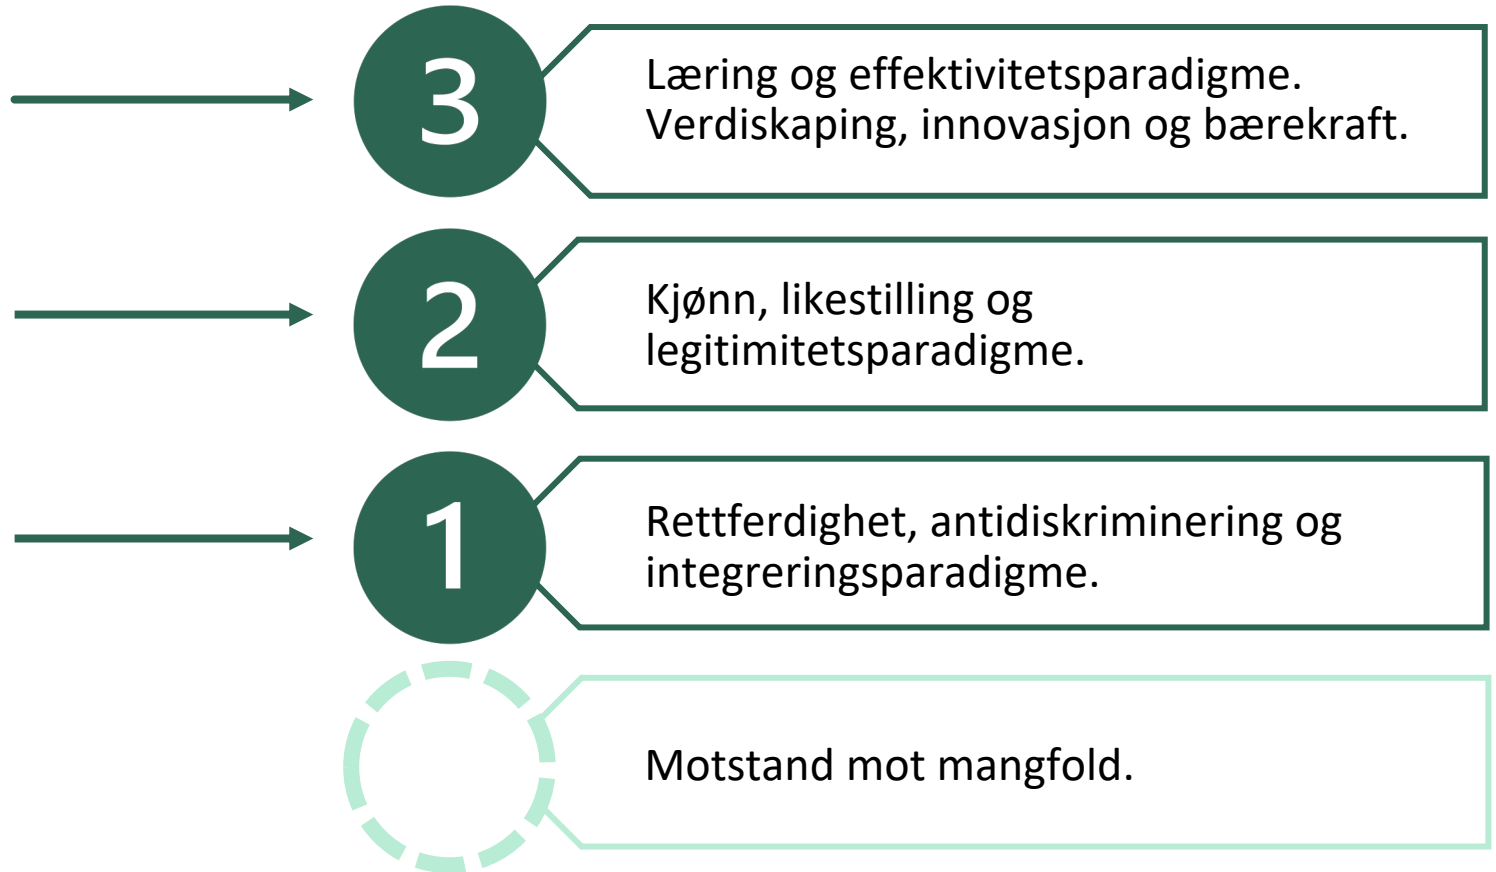 3
Læring og effektivitetsparadigme.
Verdiskaping, innovasjon og bærekraft.
2
Kjønn, likestilling og
legitimitetsparadigme.
1
Rettferdighet, antidiskriminering og
integreringsparadigme.
Motstand mot mangfold.